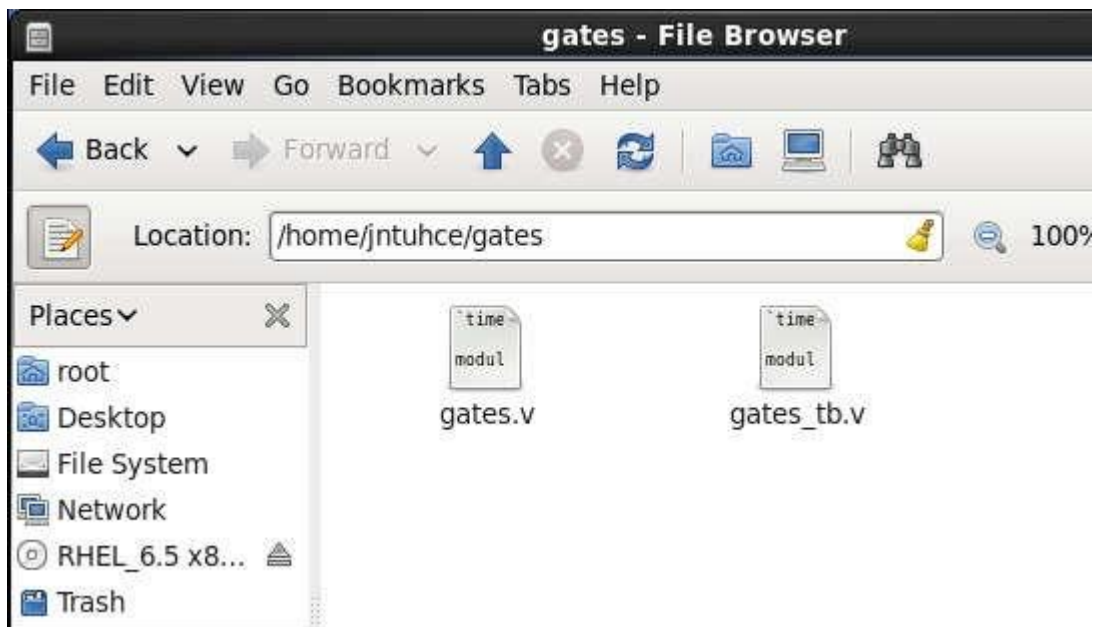 gates - File Browser
File Edit View Go Bookmarks Tabs Help
Back Forward
Location: /home/jntuhce/gates 100%
Places
`time `time
modul modul
gates.v gates_tb.v
root
Desktop
File System
Network
RHEL_6.5 x8...
Trash